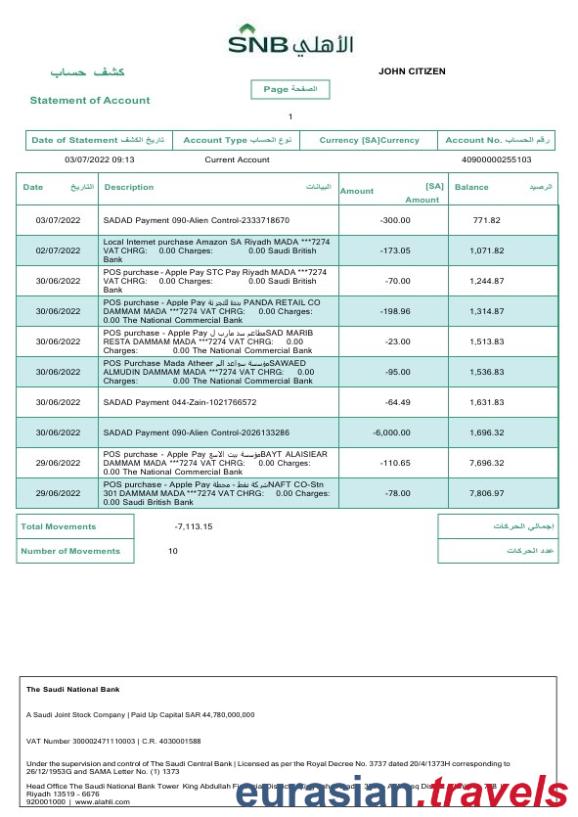 SNB الأهلي
كشف حساب
JOHN CITIZEN
Page الصفحة
Statement of Account
1
Date of Statement تاريخ الكشف
Account Type نوع الحساب
Currency [SA]Currency
Account No. رقم الحساب
03/07/2022 09:13
Current Account
40900000255103
Date التاريخ
Description البيانات
Amount [SA] Amount
Balance الرصيد
03/07/2022 SADAD Payment 090-Alien Control-2333718670 -300.00 771.82
Local Internet purchase Amazon SA Riyadh MADA ***7274
02/07/2022 VAT CHRG: 0.00 Charges: 0.00 Saudi British -173.05 1,071.82
Bank
POS purchase - Apple Pay STC Pay Riyadh MADA ***7274
30/06/2022 VAT CHRG: 0.00 Charges: 0.00 Saudi British -70.00 1,244.87
Bank
POS purchase - Apple Pay بندة للتجزئة PANDA RETAIL CO
30/06/2022 DAMMAM MADA ***7274 VAT CHRG: 0.00 Charges: -198.96 1,314.87
0.00 The National Commercial Bank
POS purchase - Apple Pay مطاعم سد مارب ل SAD MARIB
30/06/2022 RESTA DAMMAM MADA ***7274 VAT CHRG: 0.00 -23.00 1,513.83
Charges: 0.00 The National Commercial Bank
POS Purchase Mada Atheer مؤسسة سواعد الم SAWAED
30/06/2022 ALMUDIN DAMMAM MADA ***7274 VAT CHRG: 0.00 -95.00 1,536.83
Charges: 0.00 The National Commercial Bank
30/06/2022 SADAD Payment 044-Zain-1021766572 -64.49 1,631.83
30/06/2022 SADAD Payment 090-Alien Control-2026133286 -6,000.00 1,696.32
POS purchase - Apple Pay مؤسسة بيت الاسع BAYT ALAISIEAR
29/06/2022 DAMMAM MADA ***7274 VAT CHRG: 0.00 Charges: -110.65 7,696.32
0.00 The National Commercial Bank
POS purchase - Apple Pay شركة نفط - محطة NAFT CO-Stn
29/06/2022 301 DAMMAM MADA ***7274 VAT CHRG: 0.00 Charges: -78.00 7,806.97
0.00 Saudi British Bank
Total Movements -7,113.15 إجمالي الحركات
Number of Movements 10 عدد الحركات
The Saudi National Bank
A Saudi Joint Stock Company | Paid Up Capital SAR 44,780,000,000
VAT Number 300002471110003 | C.R. 4030001588
Under the supervision and control of The Saudi Central Bank | Licensed as per the Royal Decree No. 3737 dated 20/4/1373H corresponding to
26/12/1953G and SAMA Letter No. (1) 1373
Head Office The Saudi National Bank Tower King Abdullah
Riyadh 13519 - 6676
920001000 | www.alahli.com
eurasian.travels